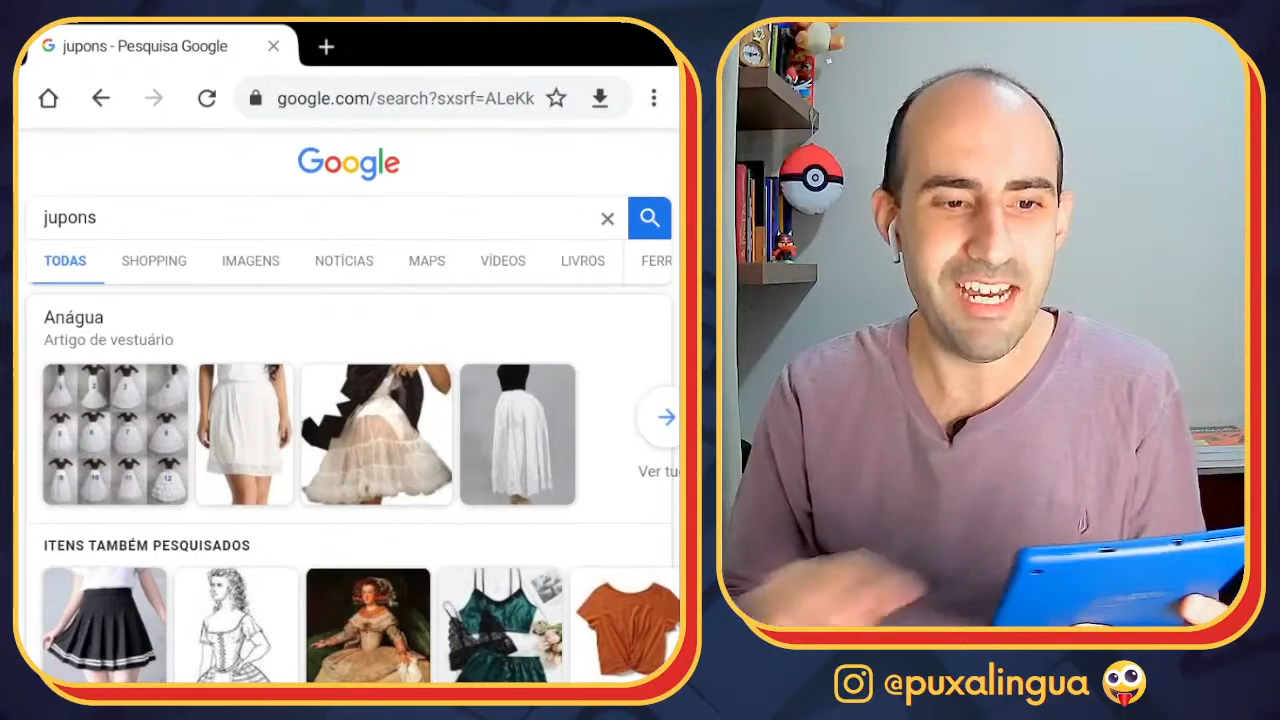 jupons - Pesquisa Google
google.com/search?sxsrf=ALeKk
Google
jupons
TODAS SHOPPING IMAGENS NOTÍCIAS MAPS VÍDEOS LIVROS FERR
Anágua
Artigo de vestuário
Ver tu
ITENS TAMBÉM PESQUISADOS
@puxalingua